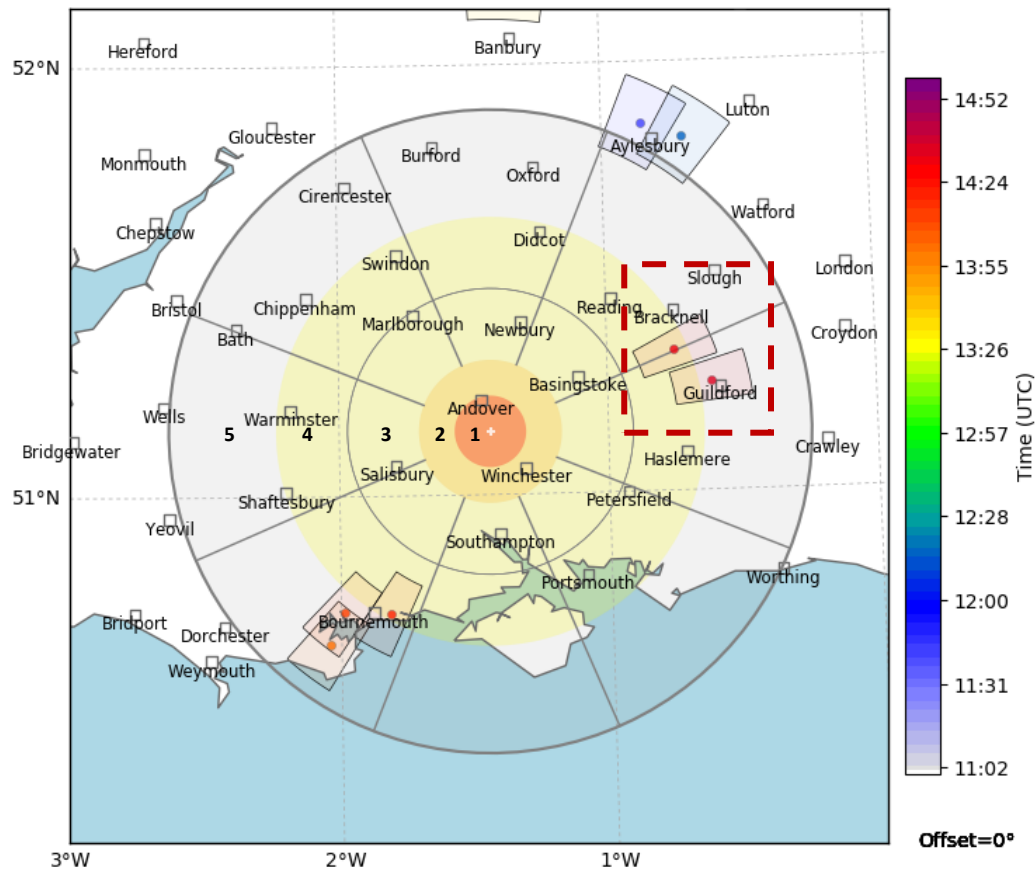 Hereford
Banbury
52°N
Luton
14:52
Gloucester
Aylesbury
Monmouth
Burford
Oxford
14:24
Cirencester
Watford
Chepstow
Didcot
Swindon
Slough
London
13:55
Bristol
Chippenham
Reading
Bracknell
Marlborough
Newbury
Croydon
Bath
13:26
Basingstoke
Guildford
Andover
Wells
Warminster
5 4 3 2 1
12:57
Time (UTC)
Bridgewater
Crawley
Haslemere
Salisbury
Winchester
51°N
Shaftesbury
Petersfield
Yeovil
12:28
Southampton
Portsmouth
Worthing
12:00
Bridport
Bournemouth
Dorchester
Weymouth
11:31
11:02
Offset=0°
3°W
2°W
1°W